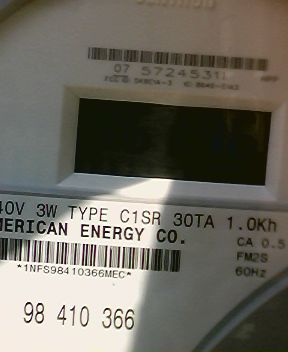 07 5724531
40V 3W TYPE C1SR 30TA 1.0Kh
MERICAN ENERGY CO.
CA 0.5
FM2S
60Hz
*1NFS98410366MEC*
98 410 366